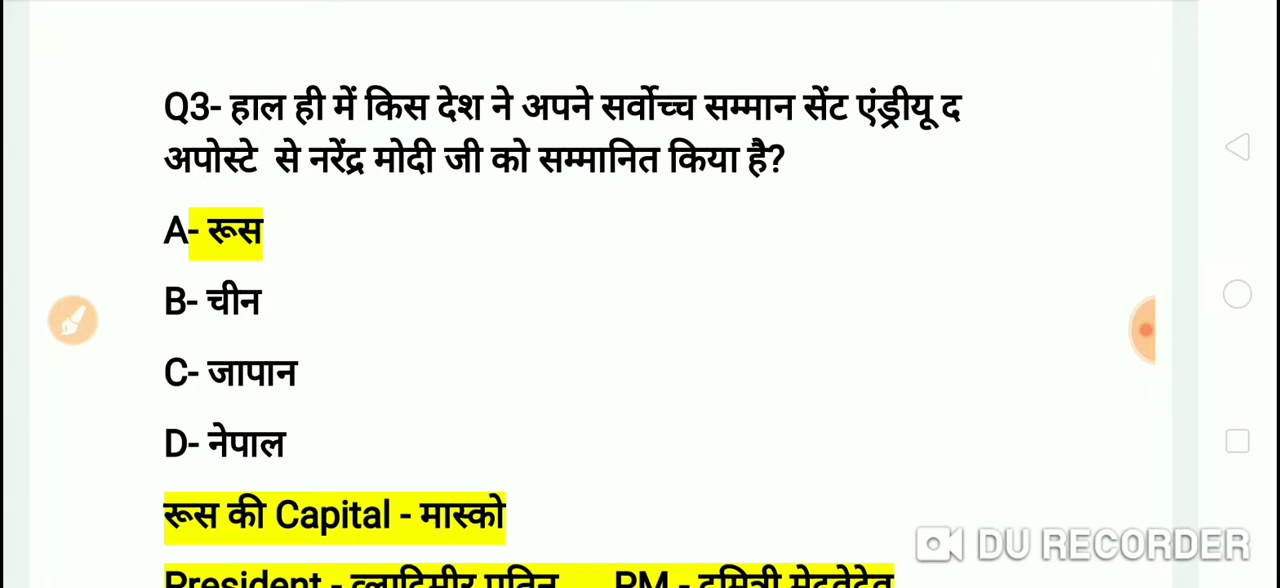 Q3- हाल ही में किस देश ने अपने सर्वोच्च सम्मान सेंट एंड्रीयू द
अपोस्टे से नरेंद्र मोदी जी को सम्मानित किया है?
A- रूस
B- चीन
C- जापान
D- नेपाल
रूस की Capital - मास्को
President - व्लादिमीर पुतिन PM - दमित्री मेदवेदेव
DU RECORDER